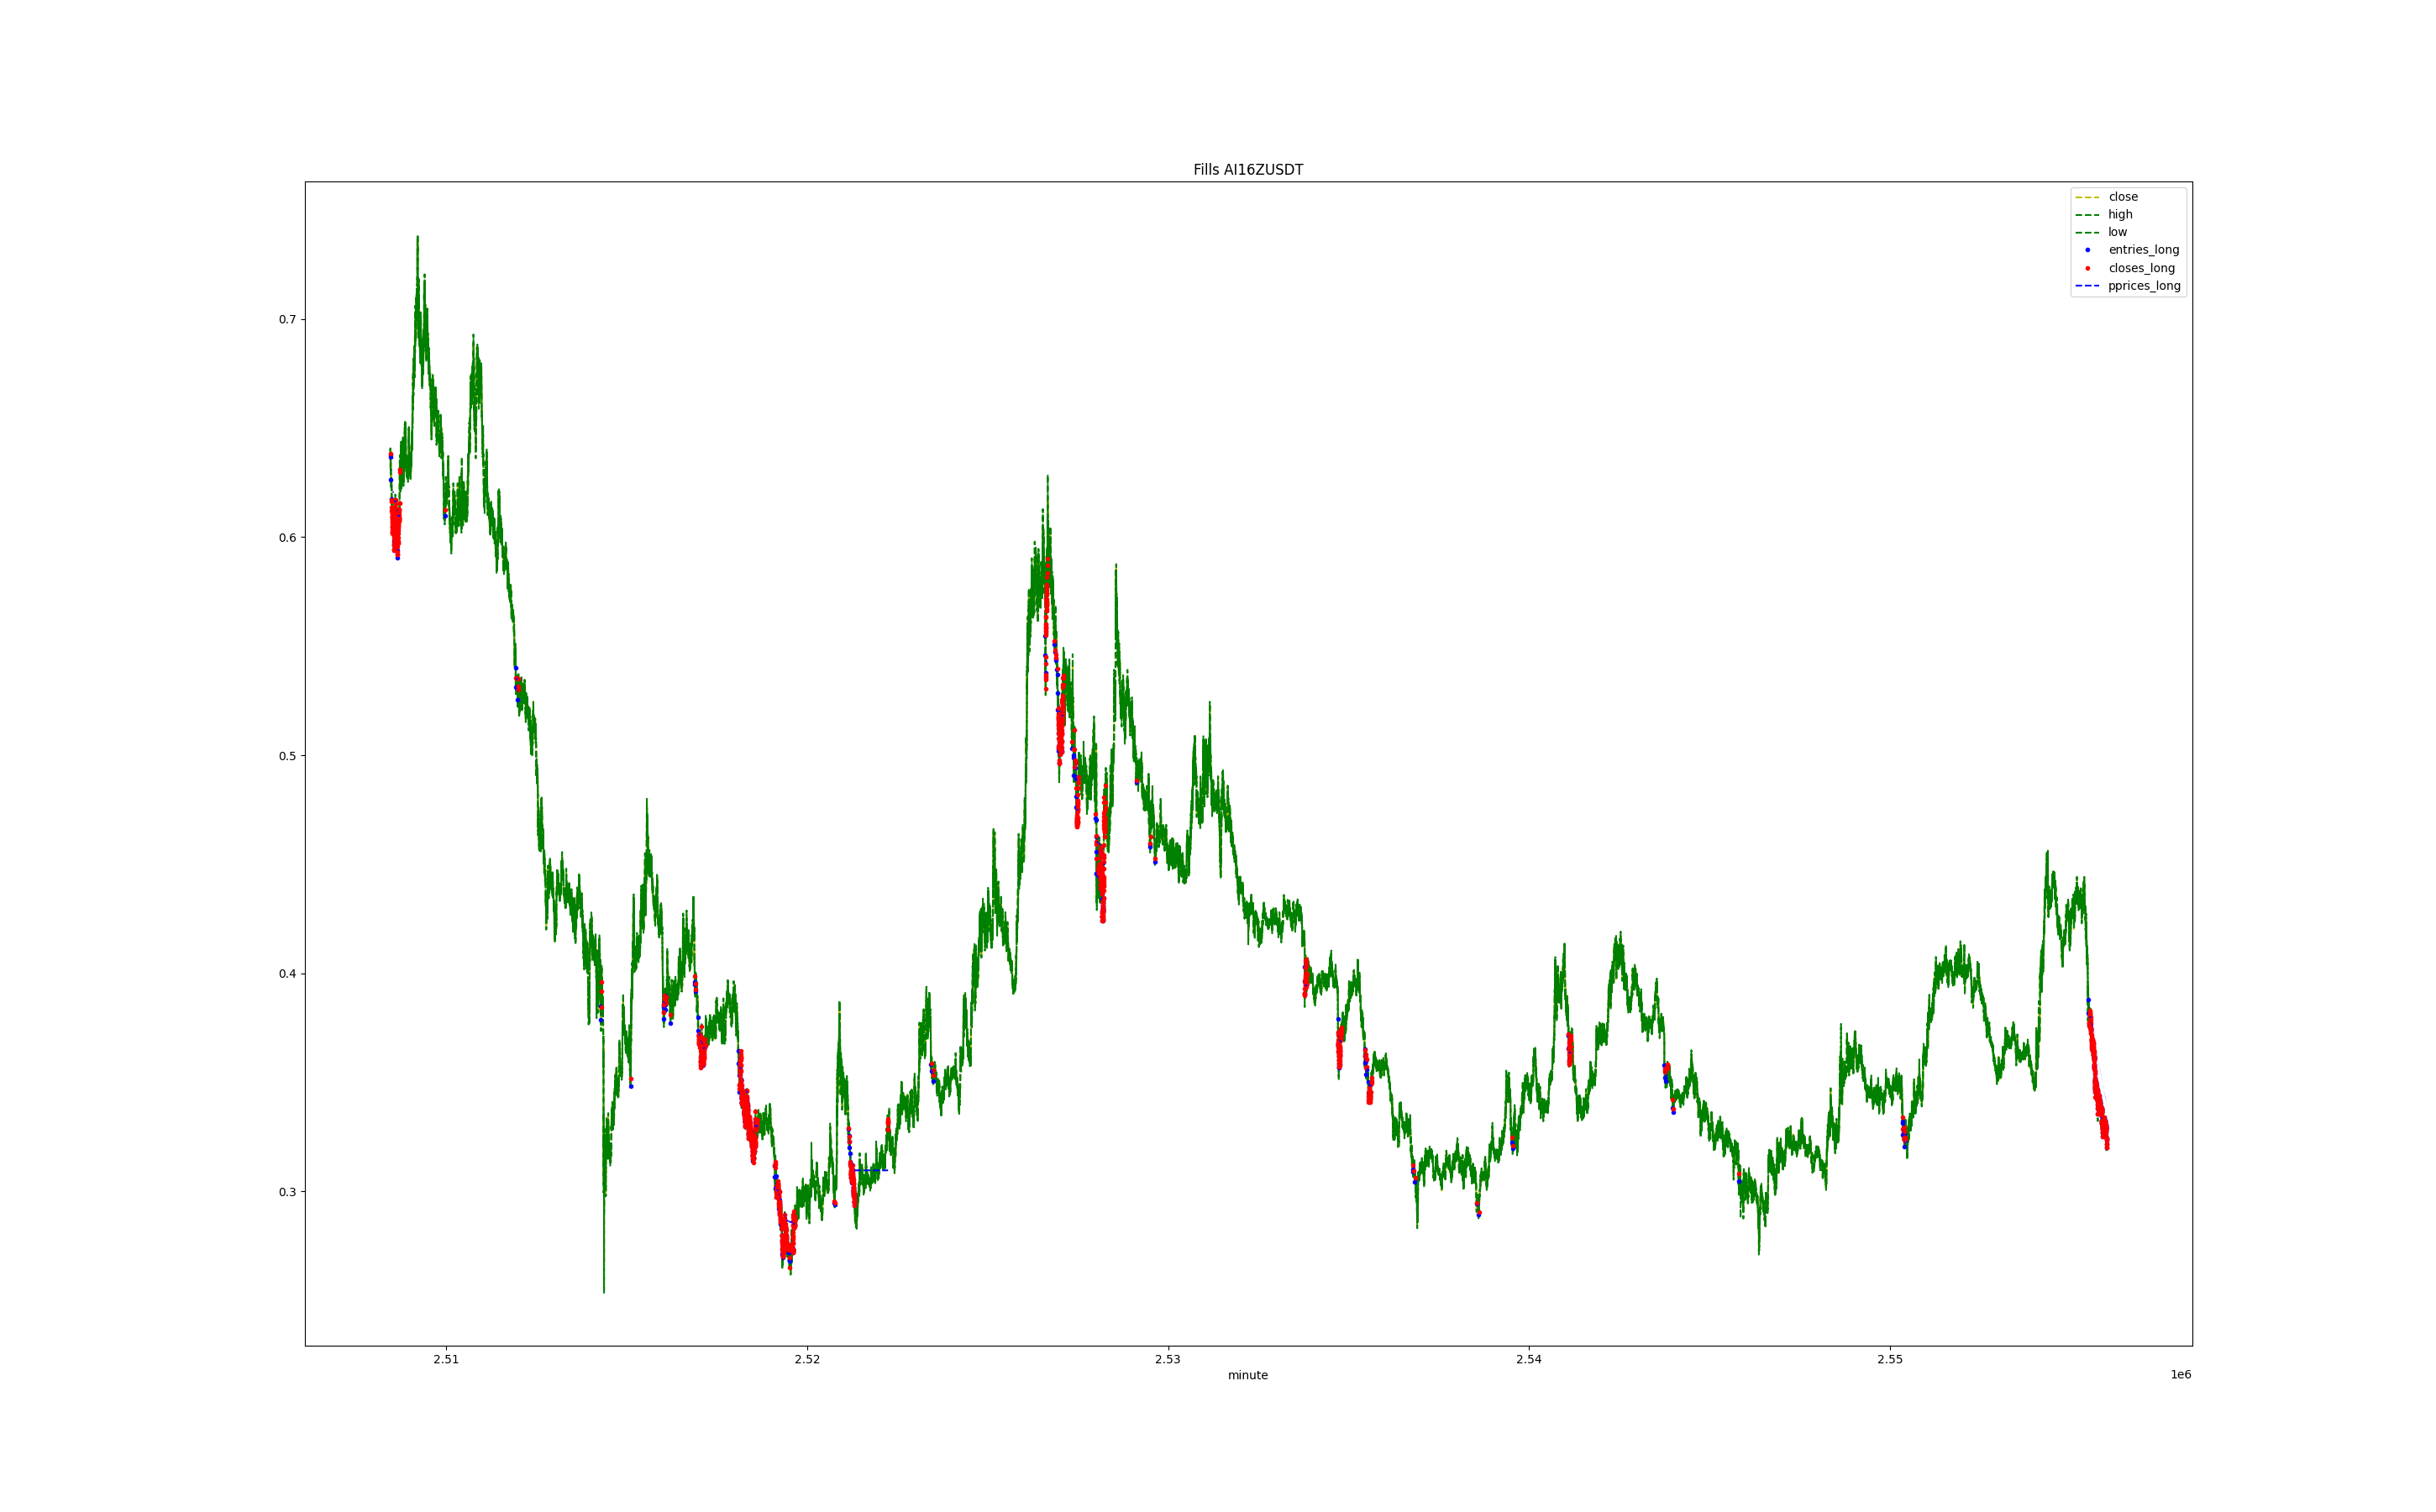 Fills AI16ZUSDT
close
high
low
entries_long
closes_long
pprices_long
0.7
0.6
0.5
0.4
0.3
2.51 2.52 2.53 2.54 2.55
minute
1e6